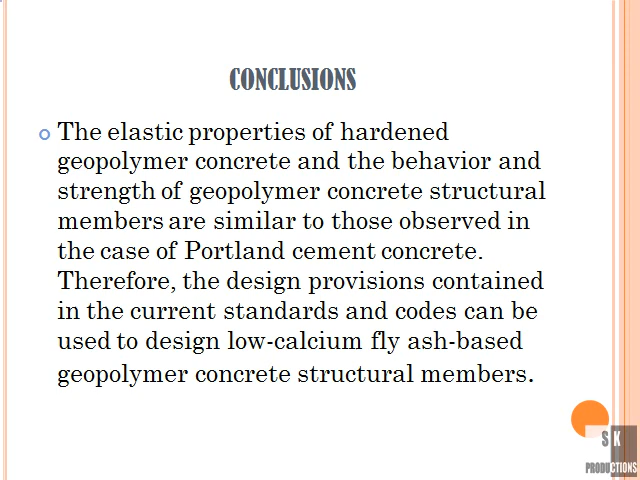 CONCLUSIONS
The elastic properties of hardened
geopolymer concrete and the behavior and
strength of geopolymer concrete structural
members are similar to those observed in
the case of Portland cement concrete.
Therefore, the design provisions contained
in the current standards and codes can be
used to design low-calcium fly ash-based
geopolymer concrete structural members.
S K
PRODUCTIONS